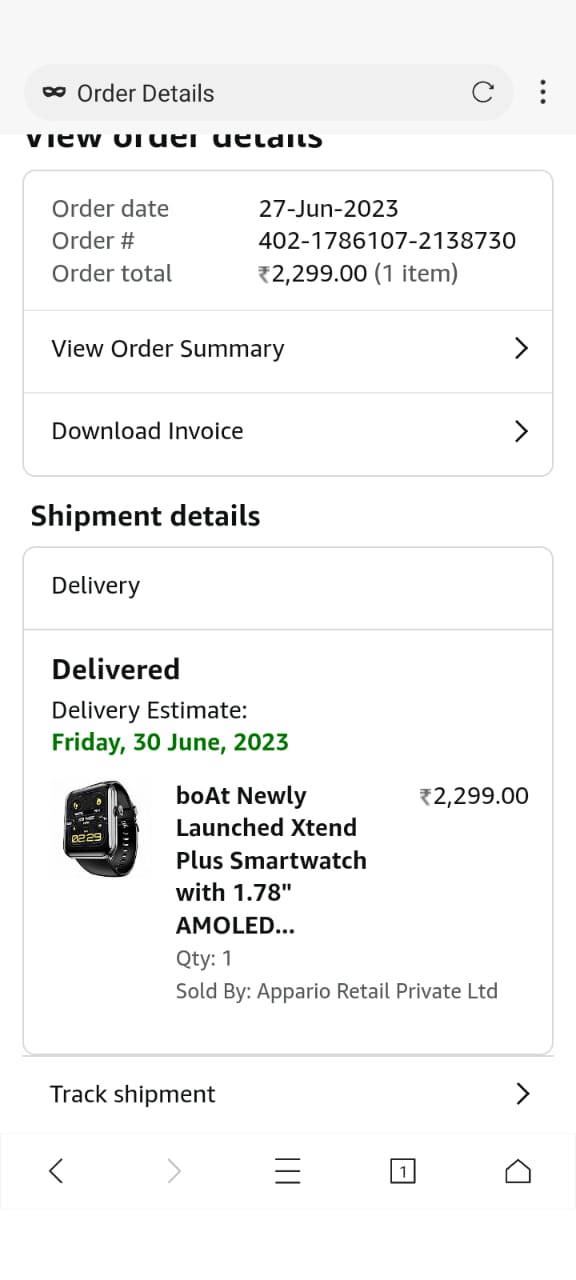 Order Details
View order details
Order date 27-Jun-2023
Order # 402-1786107-2138730
Order total ₹2,299.00 (1 item)
View Order Summary
Download Invoice
Shipment details
Delivery
Delivered
Delivery Estimate:
Friday, 30 June, 2023
02:29
boAt Newly ₹2,299.00
Launched Xtend
Plus Smartwatch
with 1.78"
AMOLED...
Qty: 1
Sold By: Appario Retail Private Ltd
Track shipment
1